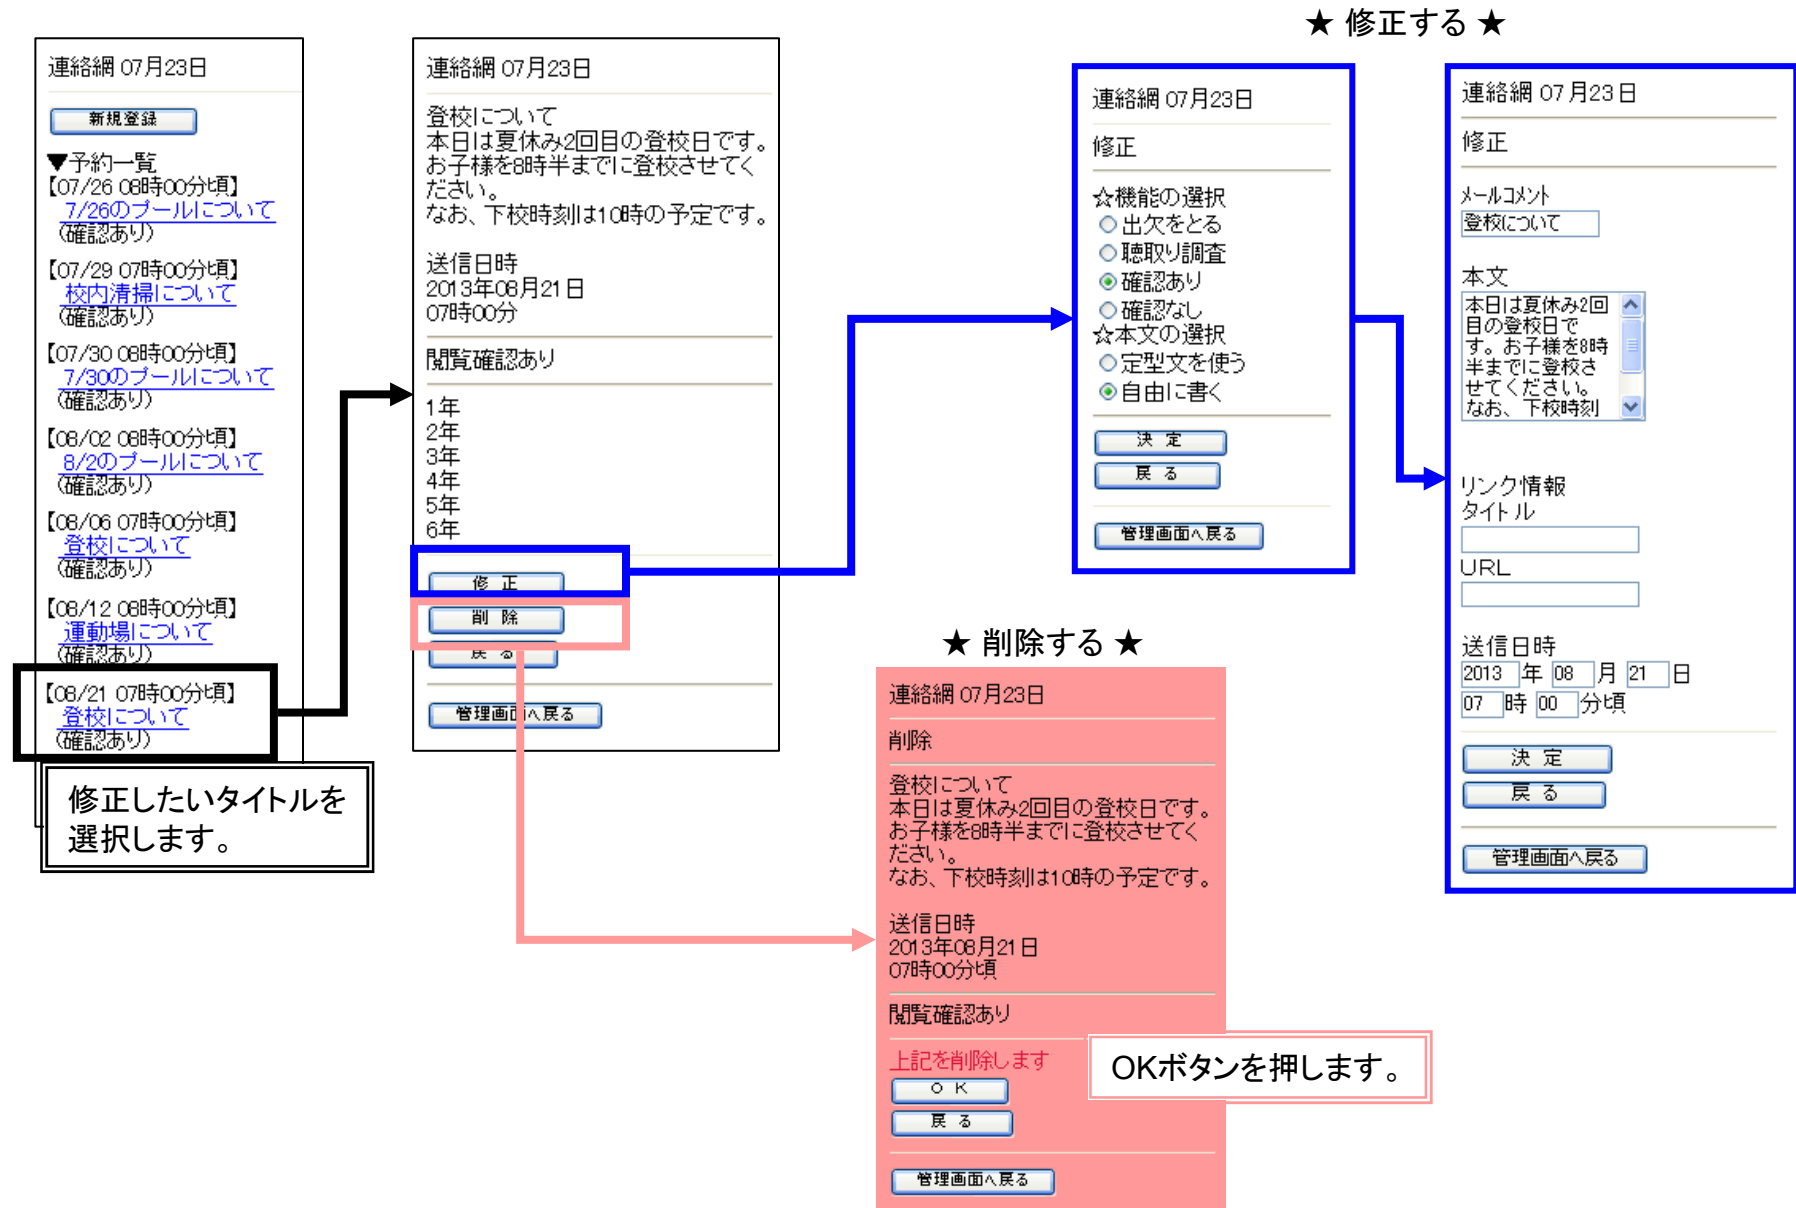 ★ 修正する ★
連絡網 07月23日
新規登録
▼予約一覧
【07/26 08時00分頃】
7/26のプールについて
(確認あり)
【07/29 07時00分頃】
校内清掃について
(確認あり)
【07/30 08時00分頃】
7/30のプールについて
(確認あり)
【08/02 08時00分頃】
8/2のプールについて
(確認あり)
【08/06 07時00分頃】
登校について
(確認あり)
【08/12 08時00分頃】
運動場について
(確認あり)
【08/21 07時00分頃】
登校について
(確認あり)
修正したいタイトルを
選択します。
連絡網 07月23日
登校について
本日は夏休み2回目の登校日です。
お子様を8時半までに登校させてく
ださい。
なお、下校時刻は10時の予定です。
送信日時
2013年08月21日
07時00分
閲覧確認あり
1年
2年
3年
4年
5年
6年
修 正
削 除
戻 る
管理画面へ戻る
連絡網 07月23日
修正
☆機能の選択
出欠をとる
聴取り調査
確認あり
確認なし
☆本文の選択
定型文を使う
自由に書く
決 定
戻 る
管理画面へ戻る
連絡網 07月23日
修正
メールコメント
登校について
本文
本日は夏休み2回
目の登校日で
す。お子様を8時
半までに登校さ
せてください。
なお、下校時刻
リンク情報
タイトル
URL
送信日時
2013 年 08 月 21 日
07 時 00 分頃
決 定
戻 る
管理画面へ戻る
★ 削除する ★
連絡網 07月23日
削除
登校について
本日は夏休み2回目の登校日です。
お子様を8時半までに登校させてく
ださい。
なお、下校時刻は10時の予定です。
送信日時
2013年08月21日
07時00分頃
閲覧確認あり
上記を削除します
OK
戻 る
管理画面へ戻る
OKボタンを押します。